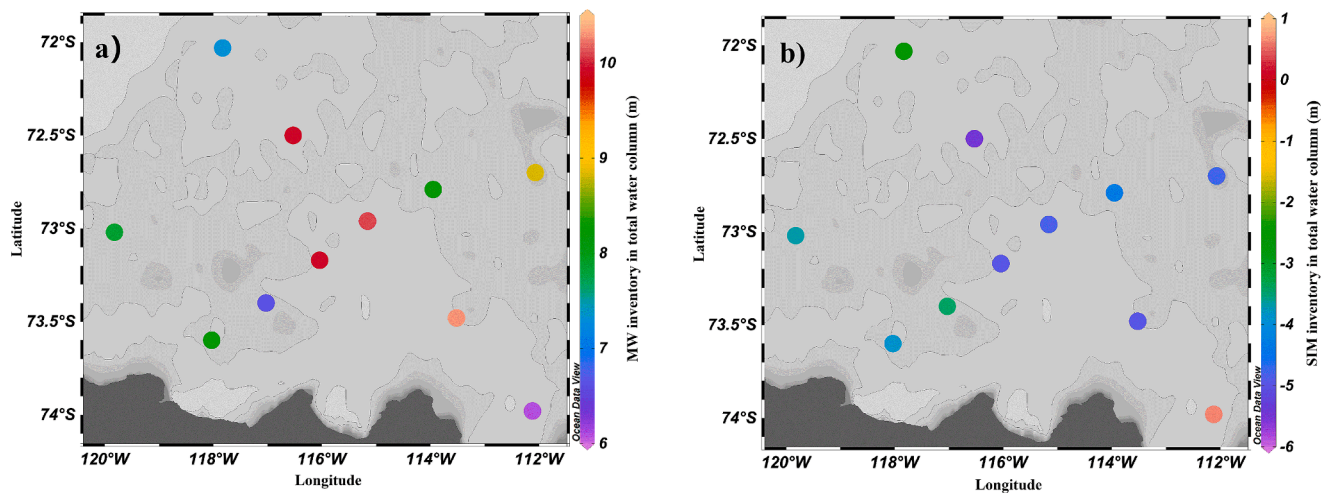 a)
72°S
72.5°S
73°S
73.5°S
74°S
Latitude
120°W
118°W
116°W
114°W
112°W
Longitude
Ocean Data View
10
9
8
7
6
MW inventory in total water column (m)
b)
72°S
72.5°S
73°S
73.5°S
74°S
Latitude
120°W
118°W
116°W
114°W
112°W
Longitude
Ocean Data View
1
0
-1
-2
-3
-4
-5
-6
SIM inventory in total water column (m)